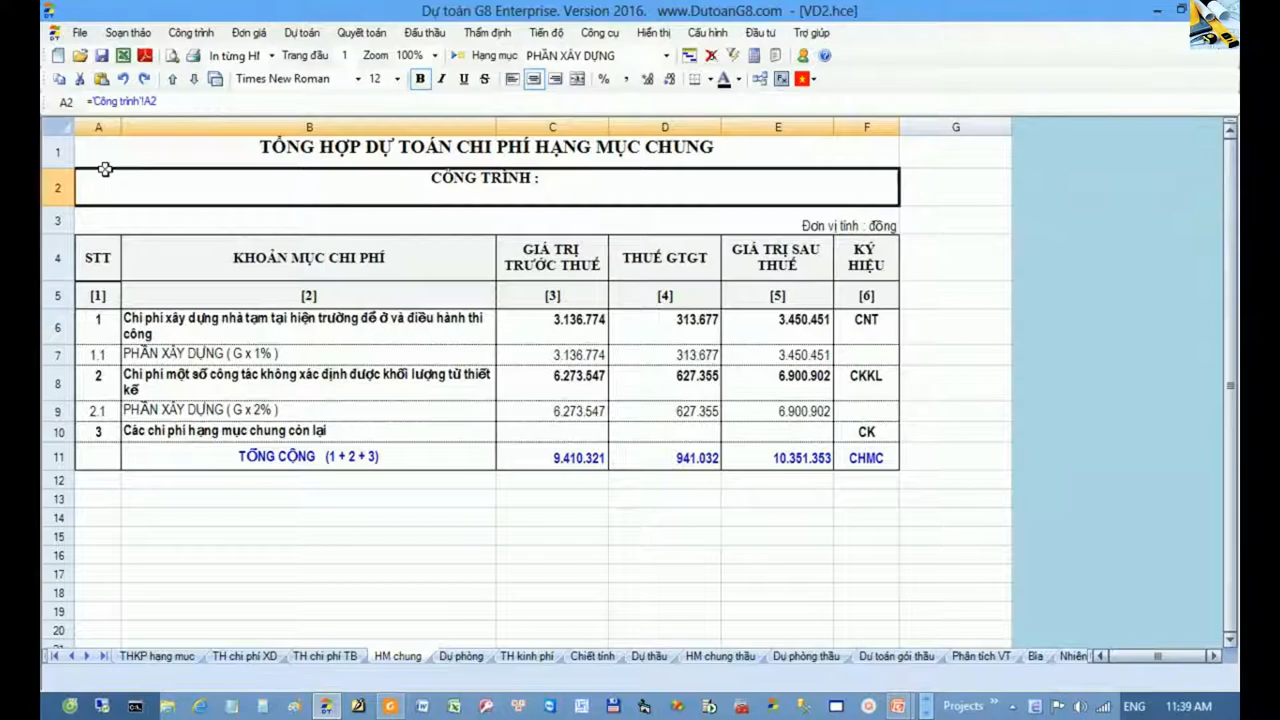 Dự toán G8 Enterprise. Version 2016. www.DutoanG8.com - [VD2.hce]
File Soạn thảo Công trình Đơn giá Dự toán Quyết toán Đấu thầu Thẩm định Tiến độ Công cụ Hiển thị Cấu hình Đầu tư Trợ giúp
In từng HM Trang đầu 1 Zoom 100% Hạng mục PHẦN XÂY DỰNG
Times New Roman 12 B I U S % ,
A2 ='Công trình'!A2
A B C D E F G
1 TỔNG HỢP DỰ TOÁN CHI PHÍ HẠNG MỤC CHUNG
2 CÔNG TRÌNH :
3 Đơn vị tính : đồng
4 STT KHOẢN MỤC CHI PHÍ GIÁ TRỊ TRƯỚC THUẾ THUẾ GTGT GIÁ TRỊ SAU THUẾ KÝ HIỆU
5 [1] [2] [3] [4] [5] [6]
6 1 Chi phí xây dựng nhà tạm tại hiện trường để ở và điều hành thi công 3.136.774 313.677 3.450.451 CNT
7 1.1 PHẦN XÂY DỰNG ( G x 1% ) 3.136.774 313.677 3.450.451
8 2 Chi phí một số công tác không xác định được khối lượng từ thiết kế 6.273.547 627.355 6.900.902 CKKL
9 2.1 PHẦN XÂY DỰNG ( G x 2% ) 6.273.547 627.355 6.900.902
10 3 Các chi phí hạng mục chung còn lại CK
11 TỔNG CỘNG (1 + 2 + 3) 9.410.321 941.032 10.351.353 CHMC
12
13
14
15
16
17
18
19
20
THKP hạng mục TH chi phí XD TH chi phí TB HM chung Dự phòng TH kinh phí Chiết tính Dự thầu HM chung thầu Dự phòng thầu Dự toán gói thầu Phân tích VT Bìa Nhiên
Projects ENG 11:39 AM